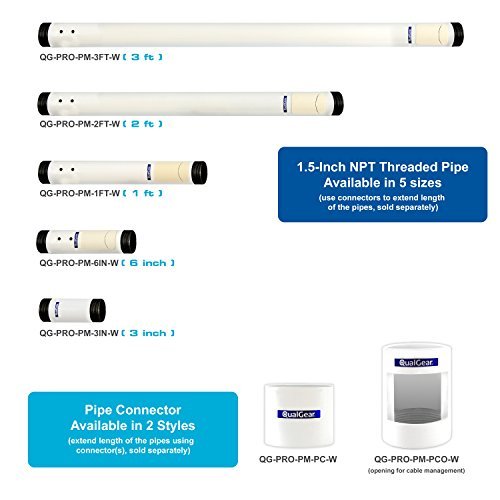 QG-PRO-PM-3FT-W ( 3 ft )
QG-PRO-PM-2FT-W ( 2 ft )
QG-PRO-PM-1FT-W ( 1 ft )
1.5-Inch NPT Threaded Pipe
Available in 5 sizes
(use connectors to extend length
of the pipes, sold separately)
QG-PRO-PM-6IN-W ( 6 inch )
QG-PRO-PM-3IN-W ( 3 inch )
Pipe Connector
Available in 2 Styles
(extend length of the pipes using
connector(s), sold separately)
QualGear
QG-PRO-PM-PC-W
QualGear
QG-PRO-PM-PCO-W
(opening for cable management)